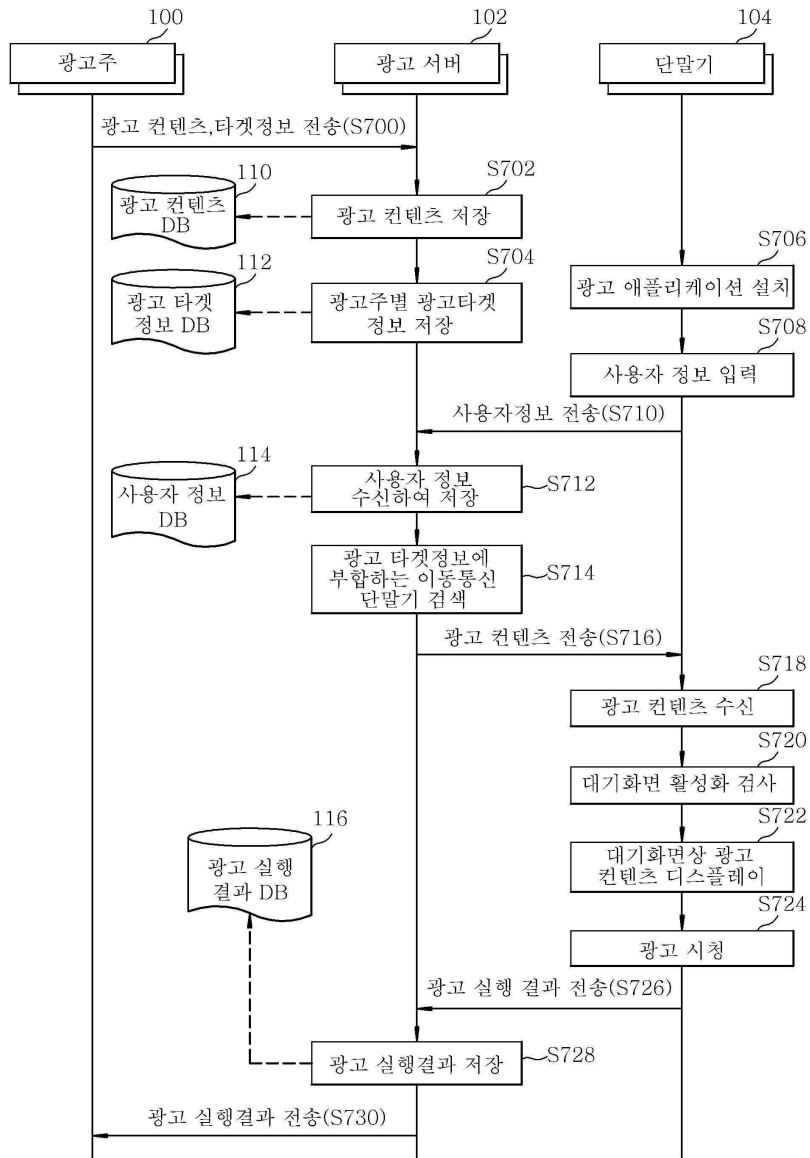 100
102
104
광고주
광고 서버
단말기
광고 컨텐츠,타겟정보 전송(S700)
110
S702
광고 컨텐츠
DB
광고 컨텐츠 저장
S706
112
S704
광고 애플리케이션 설치
광고 타겟
정보 DB
광고주별 광고타겟
정보 저장
S708
사용자 정보 입력
사용자정보 전송(S710)
114
사용자 정보
DB
사용자 정보
수신하여 저장
S712
광고 타겟정보에
부합하는 이동통신
단말기 검색
S714
광고 컨텐츠 전송(S716)
S718
광고 컨텐츠 수신
S720
대기화면 활성화 검사
116
S722
광고 실행
결과 DB
대기화면상 광고
컨텐츠 디스플레이
S724
광고 시청
광고 실행 결과 전송(S726)
광고 실행결과 저장
S728
광고 실행결과 전송(S730)